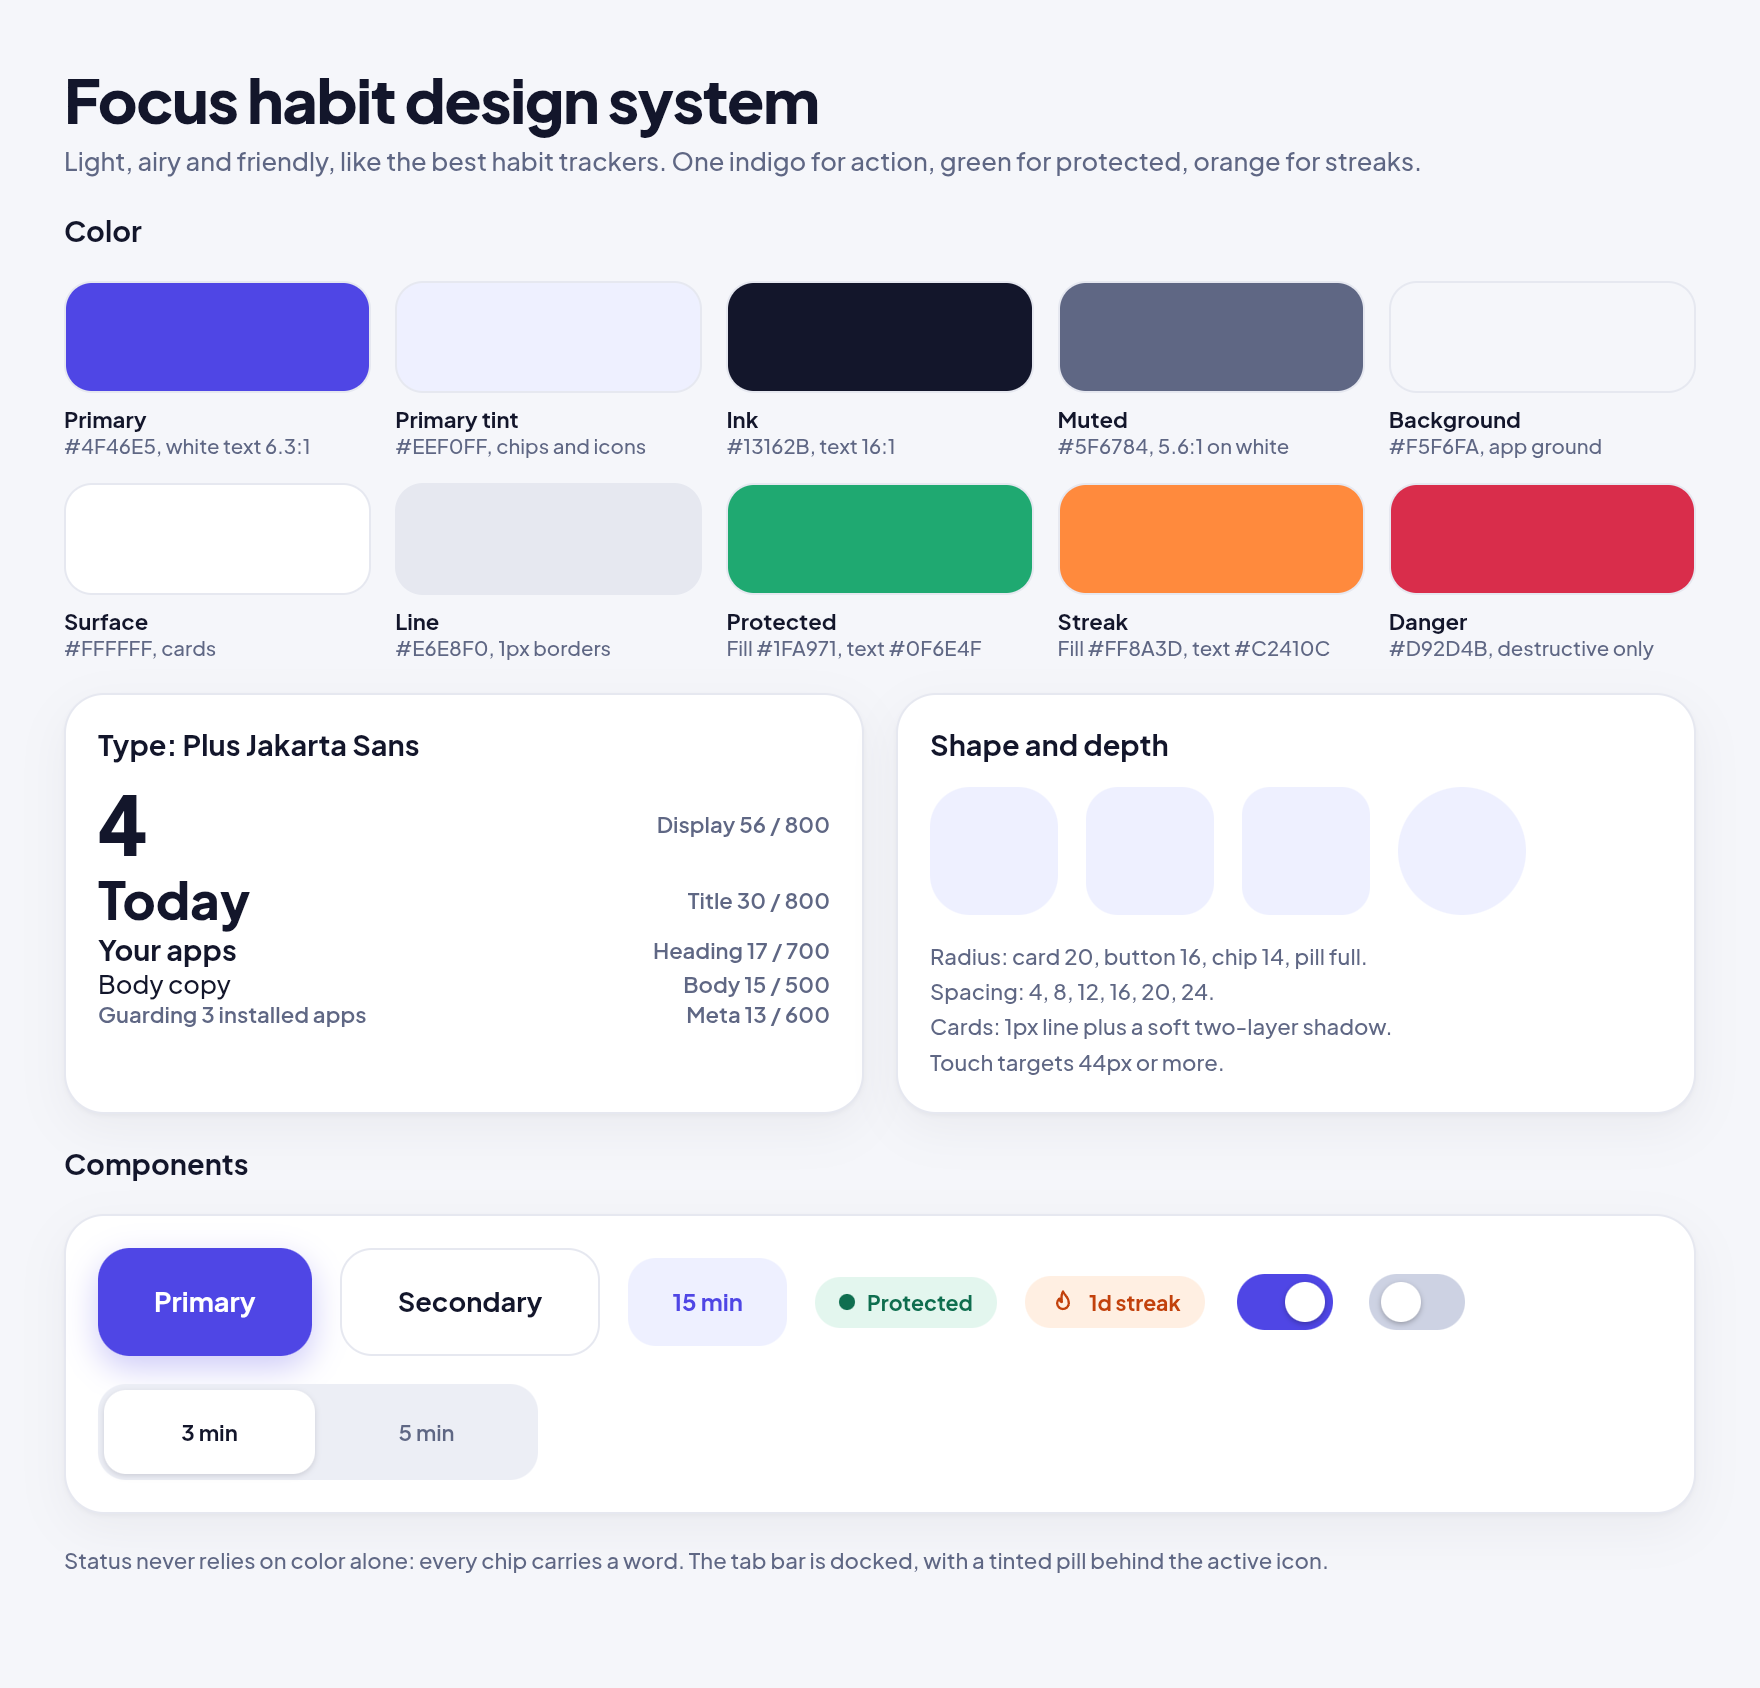 Focus habit design system
Light, airy and friendly, like the best habit trackers. One indigo for action, green for protected, orange for streaks.
Color
Primary
#4F46E5, white text 6.3:1
Primary tint
#EEF0FF, chips and icons
Ink
#13162B, text 16:1
Muted
#5F6784, 5.6:1 on white
Background
#F5F6FA, app ground
Surface
#FFFFFF, cards
Line
#E6E8F0, 1px borders
Protected
Fill #1FA971, text #0F6E4F
Streak
Fill #FF8A3D, text #C2410C
Danger
#D92D4B, destructive only
Type: Plus Jakarta Sans
4
Display 56 / 800
Today
Title 30 / 800
Your apps
Heading 17 / 700
Body copy
Body 15 / 500
Guarding 3 installed apps
Meta 13 / 600
Shape and depth
Radius: card 20, button 16, chip 14, pill full.
Spacing: 4, 8, 12, 16, 20, 24.
Cards: 1px line plus a soft two-layer shadow.
Touch targets 44px or more.
Components
Primary
Secondary
15 min
Protected
1d streak
3 min
5 min
Status never relies on color alone: every chip carries a word. The tab bar is docked, with a tinted pill behind the active icon.